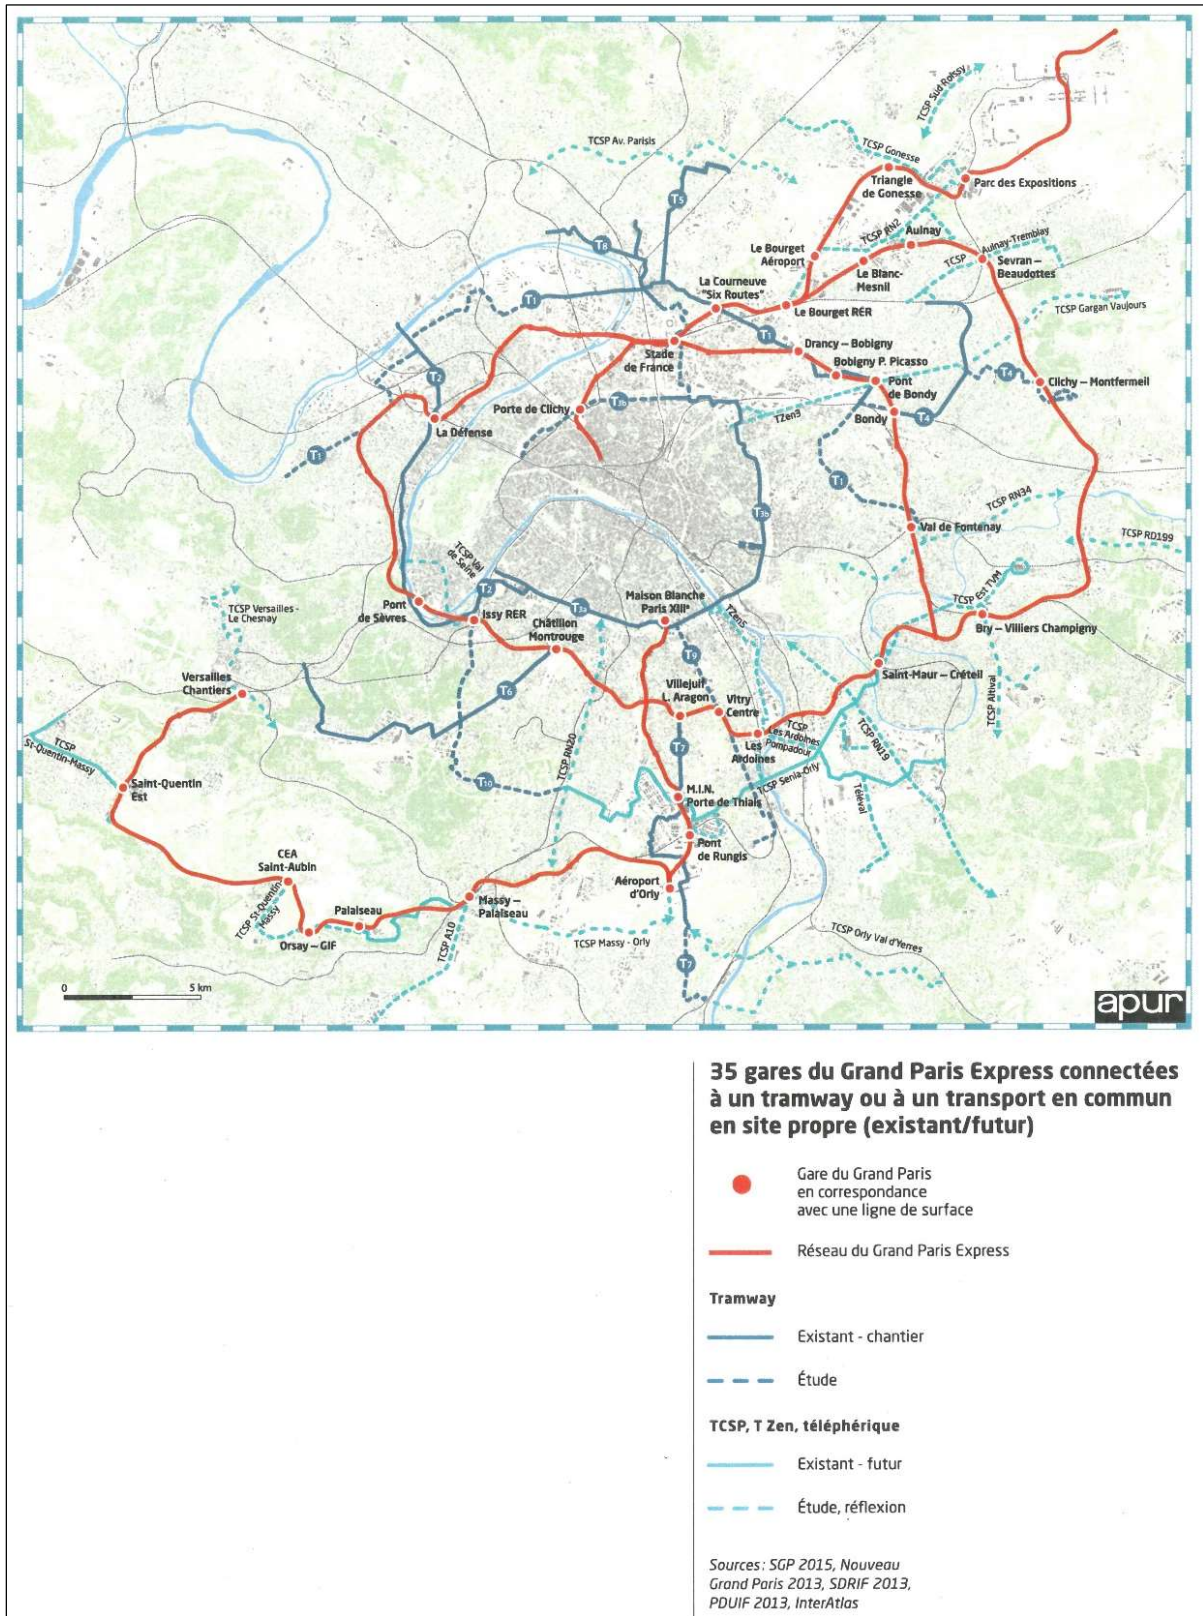 TCSP Sud Roissy
TCSP Av. Parisis
TCSP Gonesse
T5
Triangle
de Gonesse
Parc des Expositions
T8
TCSP RN2
Aulnay
Aulnay-Tremblay
TCSP
Le Bourget
Aéroport
Le Blanc-
Mesnil
Sevran –
Beaudottes
La Courneuve
"Six Routes"
T1
Le Bourget RER
TCSP Gargan Vaujours
T1
Drancy – Bobigny
Stade
de France
Bobigny P. Picasso
T2
Pont
de Bondy
T4
Clichy – Montfermeil
Porte de Clichy
T3b
TZen3
Bondy
T4
La Défense
T1
T1
TCSP RN34
T3b
Val de Fontenay
TCSP RD199
TCSP Val
de Seine
T2
TCSP Est TVM
Maison Blanche
Paris XIIIe
T3a
TZen5
TCSP Versailles -
Le Chesnay
Pont
de Sèvres
Issy RER
Châtillon
Montrouge
Bry – Villiers Champigny
T9
Versailles
Chantiers
Saint-Maur – Créteil
T6
Villejuif
L. Aragon
Vitry
Centre
TCSP Altival
TCSP
St-Quentin-Massy
TCSP RN20
T7
TCSP
Les Ardoines
Pompadour
TCSP RN19
Les
Ardoines
Saint-Quentin
Est
T10
M.I.N.
Porte de Thiais
TCSP Senia-Orly
Téléval
Pont
de Rungis
CEA
Saint-Aubin
Aéroport
d'Orly
TCSP St-Quentin
Massy
Palaiseau
Massy –
Palaiseau
Orsay – GIF
TCSP A10
TCSP Massy - Orly
TCSP Orly Val d'Yerres
T7
0 5 km
apur
35 gares du Grand Paris Express connectées
à un tramway ou à un transport en commun
en site propre (existant/futur)
Gare du Grand Paris
en correspondance
avec une ligne de surface
Réseau du Grand Paris Express
Tramway
Existant - chantier
Étude
TCSP, T Zen, téléphérique
Existant - futur
Étude, réflexion
Sources : SGP 2015, Nouveau
Grand Paris 2013, SDRIF 2013,
PDUIF 2013, InterAtlas